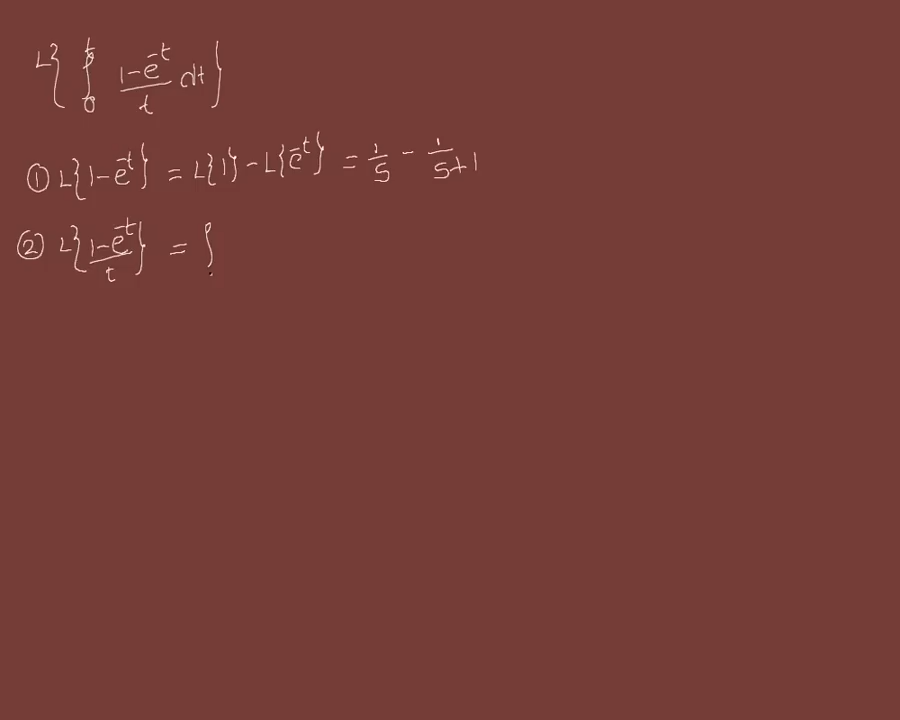 L{ ∫₀ᵗ (1-e⁻ᵗ)/t dt }
① L{1-e⁻ᵗ} = L{1} - L{e⁻ᵗ} = 1/S - 1/(S+1)
② L{(1-e⁻ᵗ)/t} = ∫